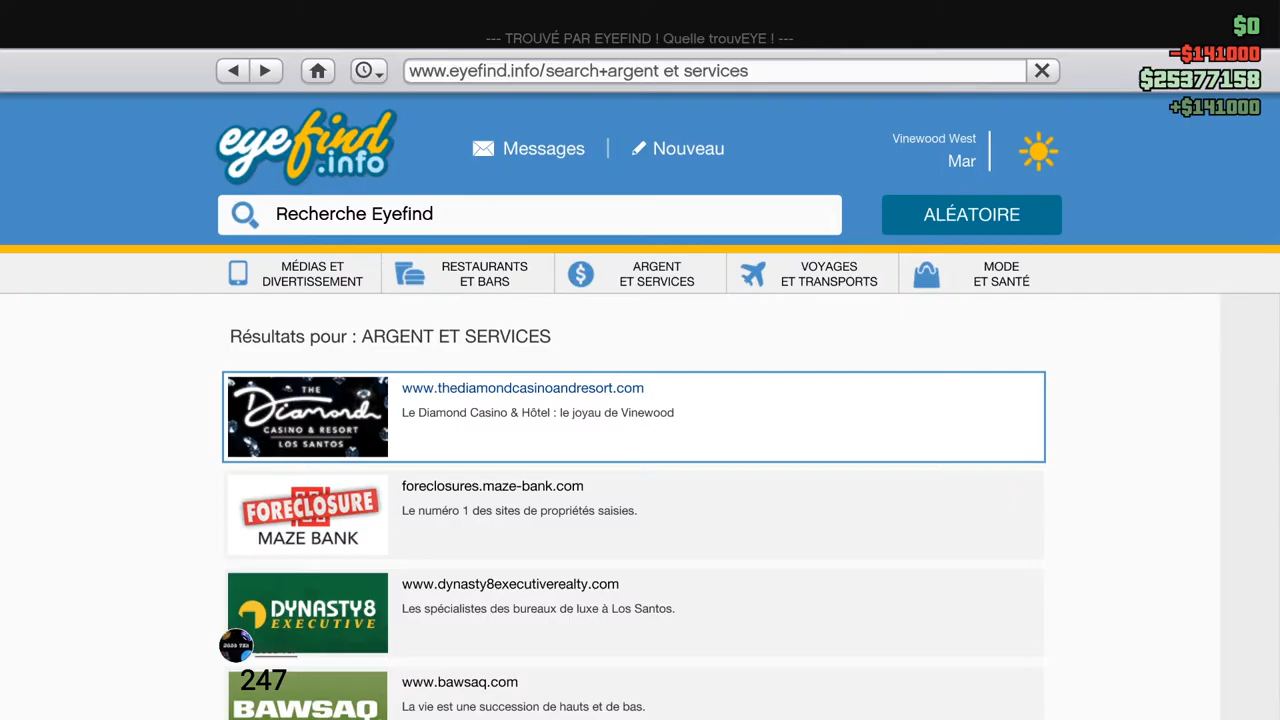 --- TROUVÉ PAR EYEFIND ! Quelle trouvEYE ! ---
$0
-$141000
$25377158
+$141000
www.eyefind.info/search+argent et services
eyefind
.info
Messages
Nouveau
Vinewood West
Mar
Recherche Eyefind
ALÉATOIRE
MÉDIAS ET
DIVERTISSEMENT
RESTAURANTS
ET BARS
ARGENT
ET SERVICES
VOYAGES
ET TRANSPORTS
MODE
ET SANTÉ
Résultats pour : ARGENT ET SERVICES
THE
Diamond
CASINO & RESORT
LOS SANTOS
www.thediamondcasinoandresort.com
Le Diamond Casino & Hôtel : le joyau de Vinewood
FORECLOSURE
MAZE BANK
foreclosures.maze-bank.com
Le numéro 1 des sites de propriétés saisies.
DYNASTY8
EXECUTIVE
www.dynasty8executiverealty.com
Les spécialistes des bureaux de luxe à Los Santos.
247
BAWSAQ
www.bawsaq.com
La vie est une succession de hauts et de bas.